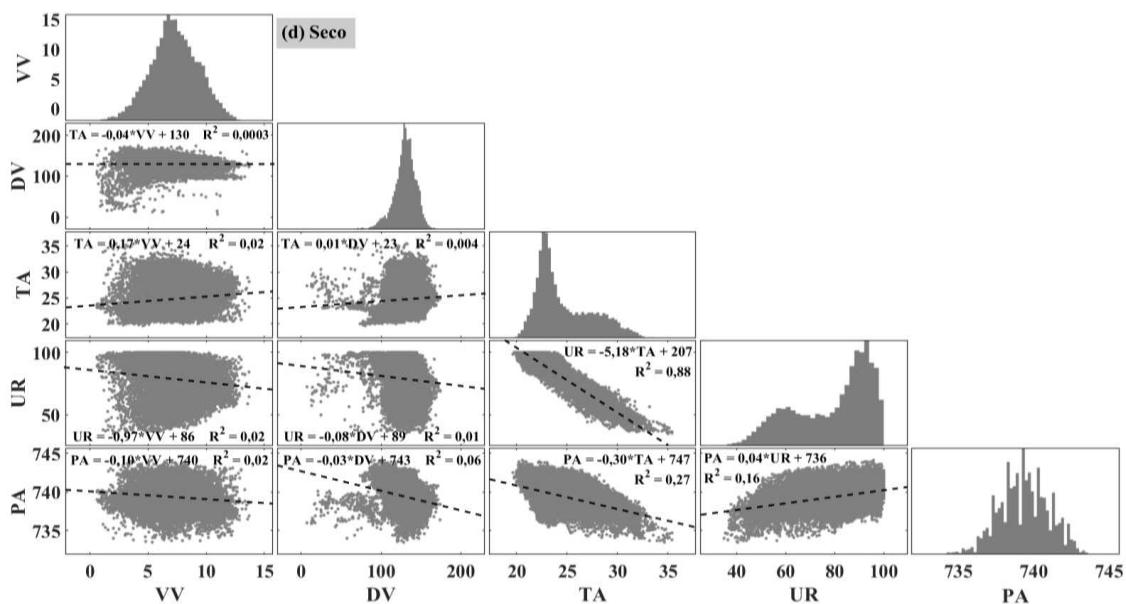 (d) Seco
VV
15
10
5
0
TA = -0,04*VV + 130 R² = 0,0003
DV
200
100
0
TA = 0,17*VV + 24 R² = 0,02
TA = 0,01*DV + 23 R² = 0,004
TA
35
30
25
20
UR = -5,18*TA + 207
R² = 0,88
UR
100
50
UR = -0,97*VV + 86 R² = 0,02
UR = -0,08*DV + 89 R² = 0,01
PA = -0,10*VV + 740 R² = 0,02
PA = -0,03*DV + 743 R² = 0,06
PA = -0,30*TA + 747
R² = 0,27
PA = 0,04*UR + 736
R² = 0,16
PA
745
740
735
0 5 10 15
0 100 200
20 25 30 35
40 60 80 100
735 740 745
VV DV TA UR PA